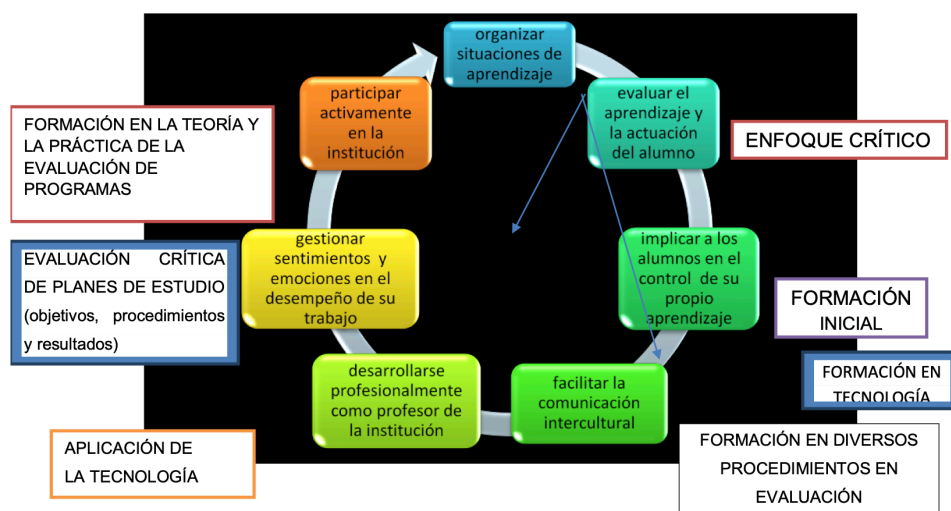 organizar
situaciones de
aprendizaje
evaluar el
aprendizaje y
la actuación
del alumno
implicar a los
alumnos en el
control de su
propio
aprendizaje
facilitar la
comunicación
intercultural
desarrollarse
profesionalmente
como profesor de
la institución
gestionar
sentimientos y
emociones en el
desempeño de su
trabajo
participar
activamente
en la
institución
FORMACIÓN EN LA TEORÍA Y
LA PRÁCTICA DE LA
EVALUACIÓN DE
PROGRAMAS
EVALUACIÓN CRÍTICA
DE PLANES DE ESTUDIO
(objetivos, procedimientos
y resultados)
APLICACIÓN DE
LA TECNOLOGÍA
ENFOQUE CRÍTICO
FORMACIÓN
INICIAL
FORMACIÓN EN
TECNOLOGÍA
FORMACIÓN EN DIVERSOS
PROCEDIMIENTOS EN
EVALUACIÓN